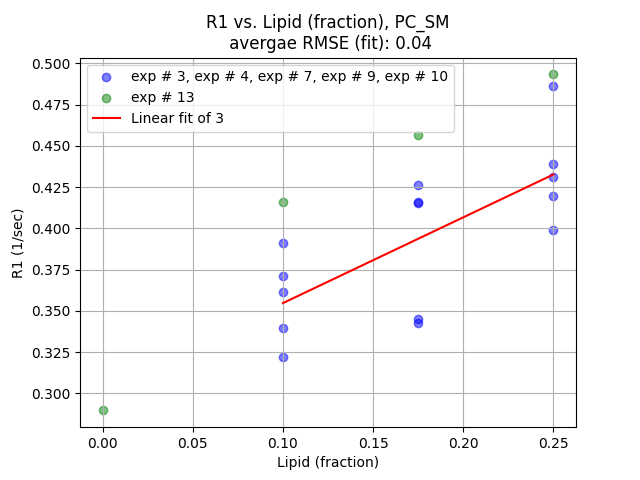 R1 vs. Lipid (fraction), PC_SM
avergae RMSE (fit): 0.04
exp # 3, exp # 4, exp # 7, exp # 9, exp # 10
exp # 13
Linear fit of 3
0.500
0.475
0.450
0.425
0.400
0.375
0.350
0.325
0.300
R1 (1/sec)
0.00 0.05 0.10 0.15 0.20 0.25
Lipid (fraction)